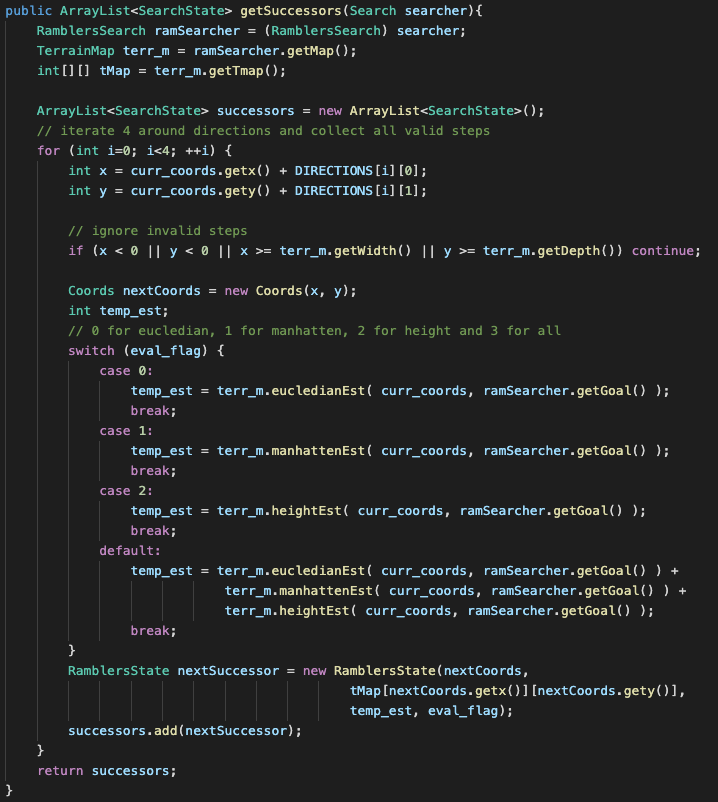 public ArrayList<SearchState> getSuccessors(Search searcher){
    RamblersSearch ramSearcher = (RamblersSearch) searcher;
    TerrainMap terr_m = ramSearcher.getMap();
    int[][] tMap = terr_m.getTmap();

    ArrayList<SearchState> successors = new ArrayList<SearchState>();
    // iterate 4 around directions and collect all valid steps
    for (int i=0; i<4; ++i) {
        int x = curr_coords.getx() + DIRECTIONS[i][0];
        int y = curr_coords.gety() + DIRECTIONS[i][1];

        // ignore invalid steps
        if (x < 0 || y < 0 || x >= terr_m.getWidth() || y >= terr_m.getDepth()) continue;

        Coords nextCoords = new Coords(x, y);
        int temp_est;
        // 0 for eucledian, 1 for manhatten, 2 for height and 3 for all
        switch (eval_flag) {
            case 0:
                temp_est = terr_m.eucledianEst( curr_coords, ramSearcher.getGoal() );
                break;
            case 1:
                temp_est = terr_m.manhattenEst( curr_coords, ramSearcher.getGoal() );
                break;
            case 2:
                temp_est = terr_m.heightEst( curr_coords, ramSearcher.getGoal() );
                break;
            default:
                temp_est = terr_m.eucledianEst( curr_coords, ramSearcher.getGoal() ) +
                            terr_m.manhattenEst( curr_coords, ramSearcher.getGoal() ) +
                            terr_m.heightEst( curr_coords, ramSearcher.getGoal() );
                break;
        }
        RamblersState nextSuccessor = new RamblersState(nextCoords,
                                            tMap[nextCoords.getx()][nextCoords.gety()],
                                            temp_est, eval_flag);
        successors.add(nextSuccessor);
    }
    return successors;
}